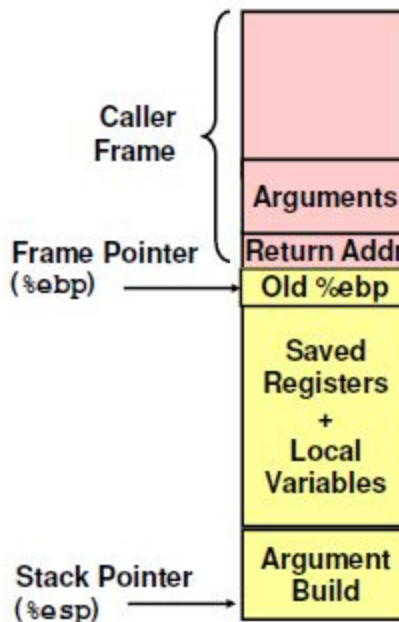 Caller
Frame
Arguments
Frame Pointer
(%ebp)
Return Addr
Old %ebp
Saved
Registers
+
Local
Variables
Stack Pointer
(%esp)
Argument
Build